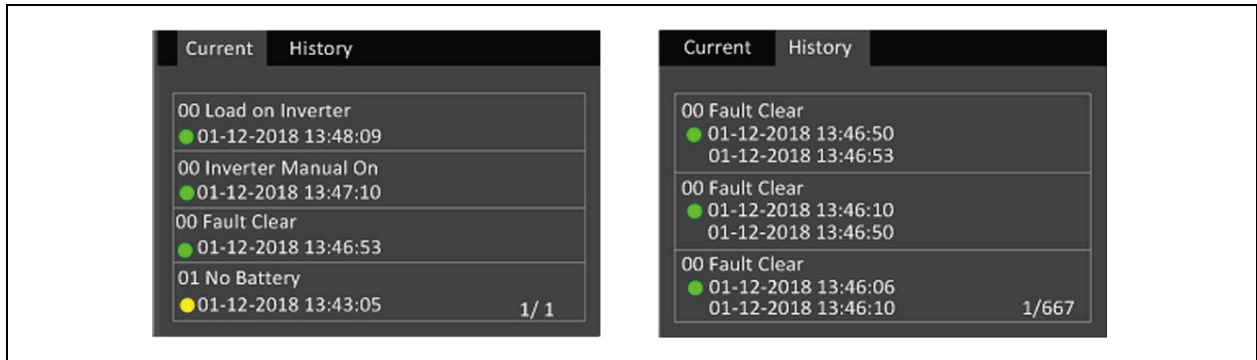 Current History
00 Load on Inverter
01-12-2018 13:48:09
00 Inverter Manual On
01-12-2018 13:47:10
00 Fault Clear
01-12-2018 13:46:53
01 No Battery
01-12-2018 13:43:05 1/ 1
Current History
00 Fault Clear
01-12-2018 13:46:50
01-12-2018 13:46:53
00 Fault Clear
01-12-2018 13:46:10
01-12-2018 13:46:50
00 Fault Clear
01-12-2018 13:46:06
01-12-2018 13:46:10 1/667